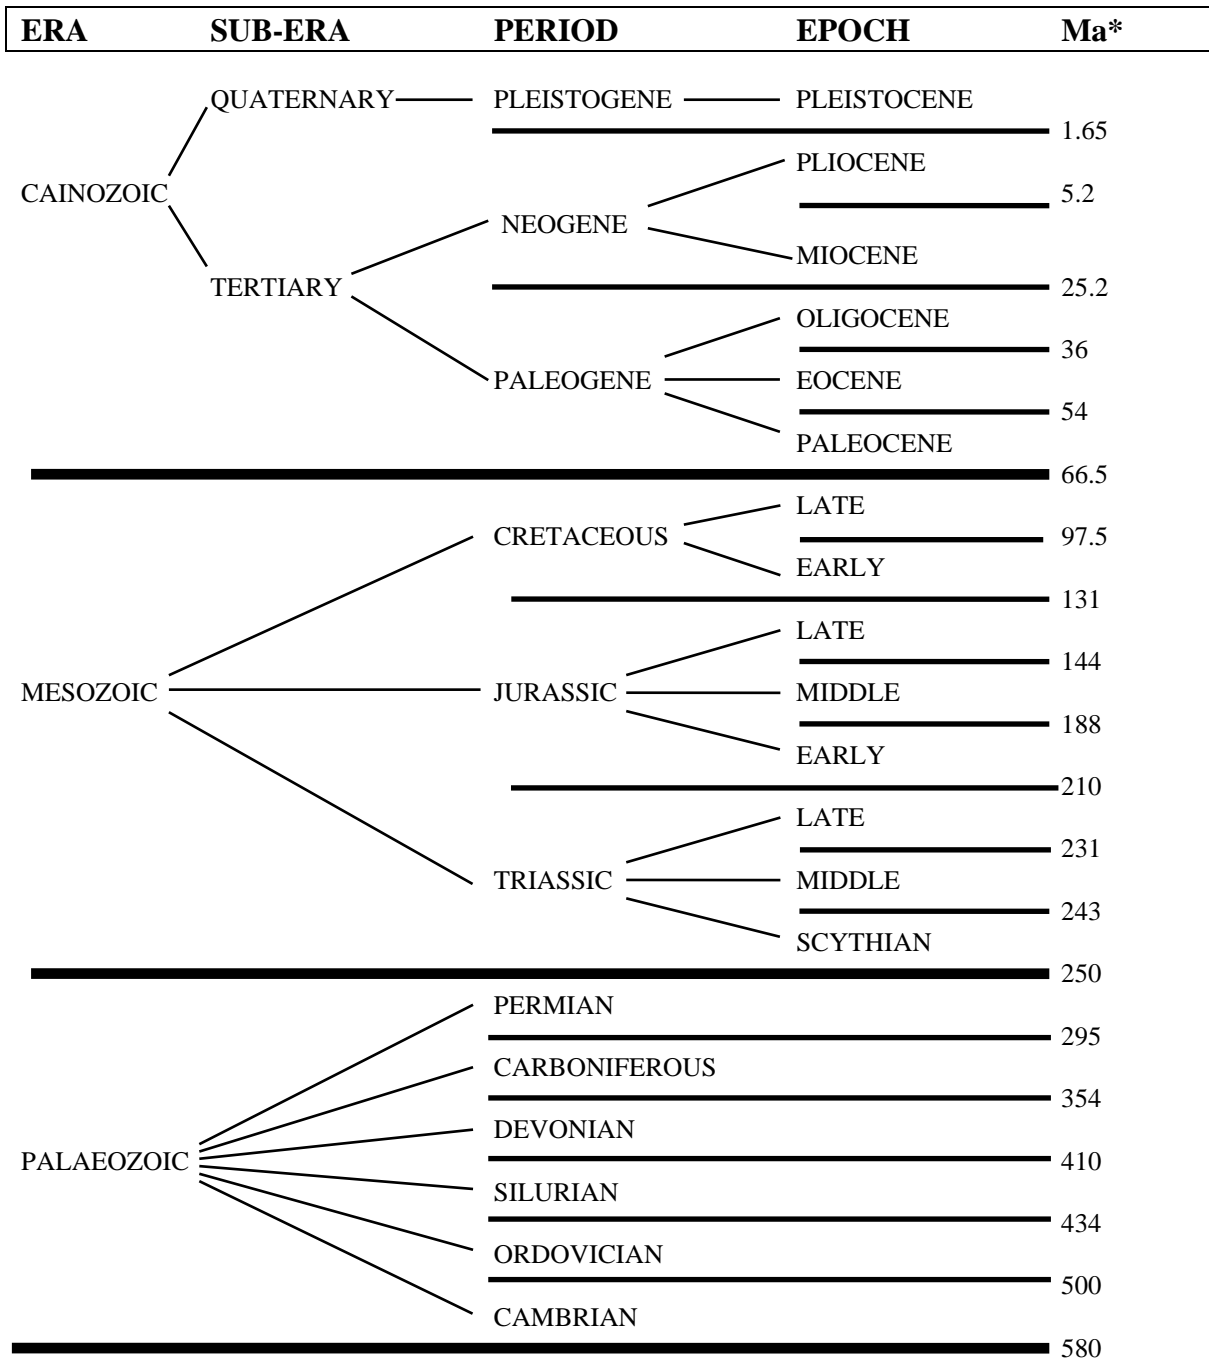 ERA SUB-ERA PERIOD EPOCH Ma*
QUATERNARY PLEISTOGENE PLEISTOCENE
1.65
PLIOCENE
CAINOZOIC 5.2
NEOGENE
MIOCENE
TERTIARY 25.2
OLIGOCENE
36
PALEOGENE EOCENE
54
PALEOCENE
66.5
LATE
CRETACEOUS 97.5
EARLY
131
LATE
144
MESOZOIC JURASSIC MIDDLE
188
EARLY
210
LATE
231
TRIASSIC MIDDLE
243
SCYTHIAN
250
PERMIAN
295
CARBONIFEROUS
354
DEVONIAN
PALAEOZOIC 410
SILURIAN
434
ORDOVICIAN
500
CAMBRIAN
580